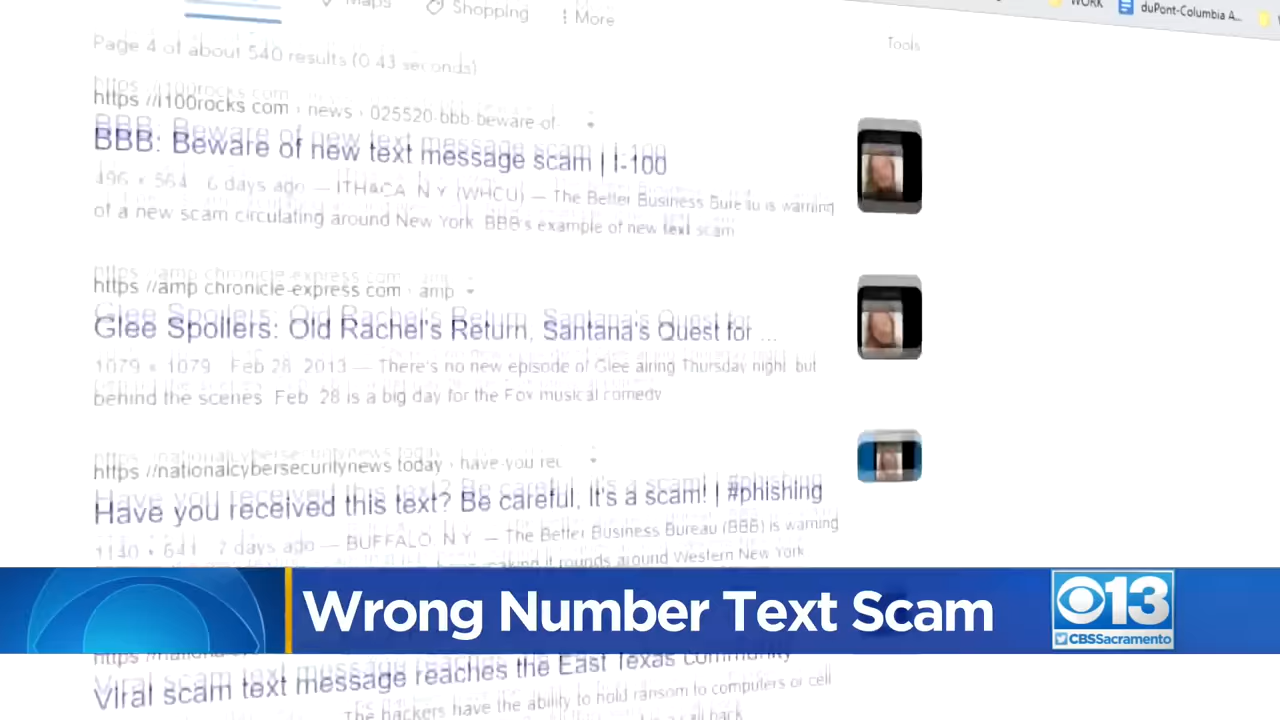 Maps
Shopping
More
WORK
duPont-Columbia A...
Page 4 of about 540 results (0.43 seconds)
Tools
https //i100rocks com › news › 025520-bbb-beware-of-
BBB: Beware of new text message scam | I-100
496 × 564 6 days ago — ITHACA N Y (WHCU) — The Better Business Bureau is warning
of a new scam circulating around New York BBB's example of new text scam
https //amp chronicle-express com › amp
Glee Spoilers: Old Rachel's Return, Santana's Quest for ...
1079 × 1079 Feb 28 2013 — There's no new episode of Glee airing Thursday night but
behind the scenes Feb 28 is a big day for the Fox musical comedy
https //nationalcybersecuritynews today › have-you-rec
Have you received this text? Be careful, It's a scam! | #phishing
1140 × 641 7 days ago — BUFFALO N Y — The Better Business Bureau (BBB) is warning
making it rounds around Western New York
Wrong Number Text Scam
13
CBSSacramento
Viral scam text message reaches the East Texas community
The hackers have the ability to hold ransom to computers or cell